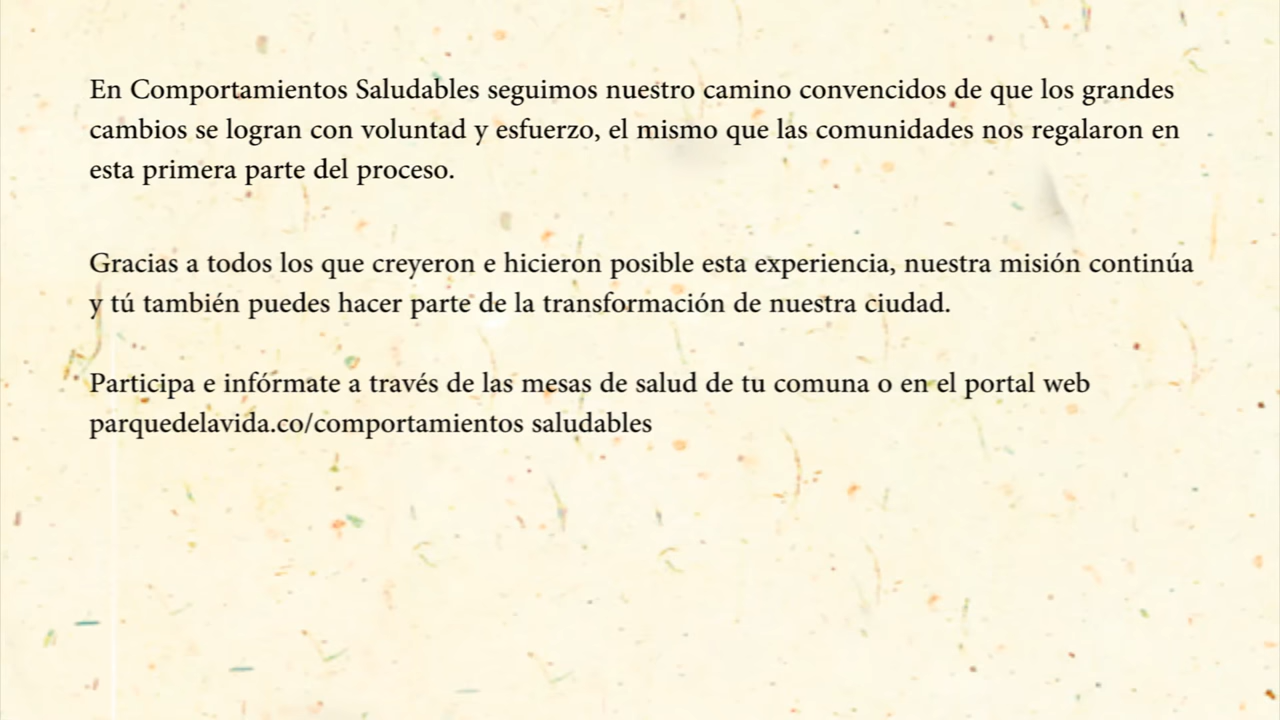 En Comportamientos Saludables seguimos nuestro camino convencidos de que los grandes
cambios se logran con voluntad y esfuerzo, el mismo que las comunidades nos regalaron en
esta primera parte del proceso.
Gracias a todos los que creyeron e hicieron posible esta experiencia, nuestra misión continúa
y tú también puedes hacer parte de la transformación de nuestra ciudad.
Participa e infórmate a través de las mesas de salud de tu comuna o en el portal web
parquedelavida.co/comportamientos saludables